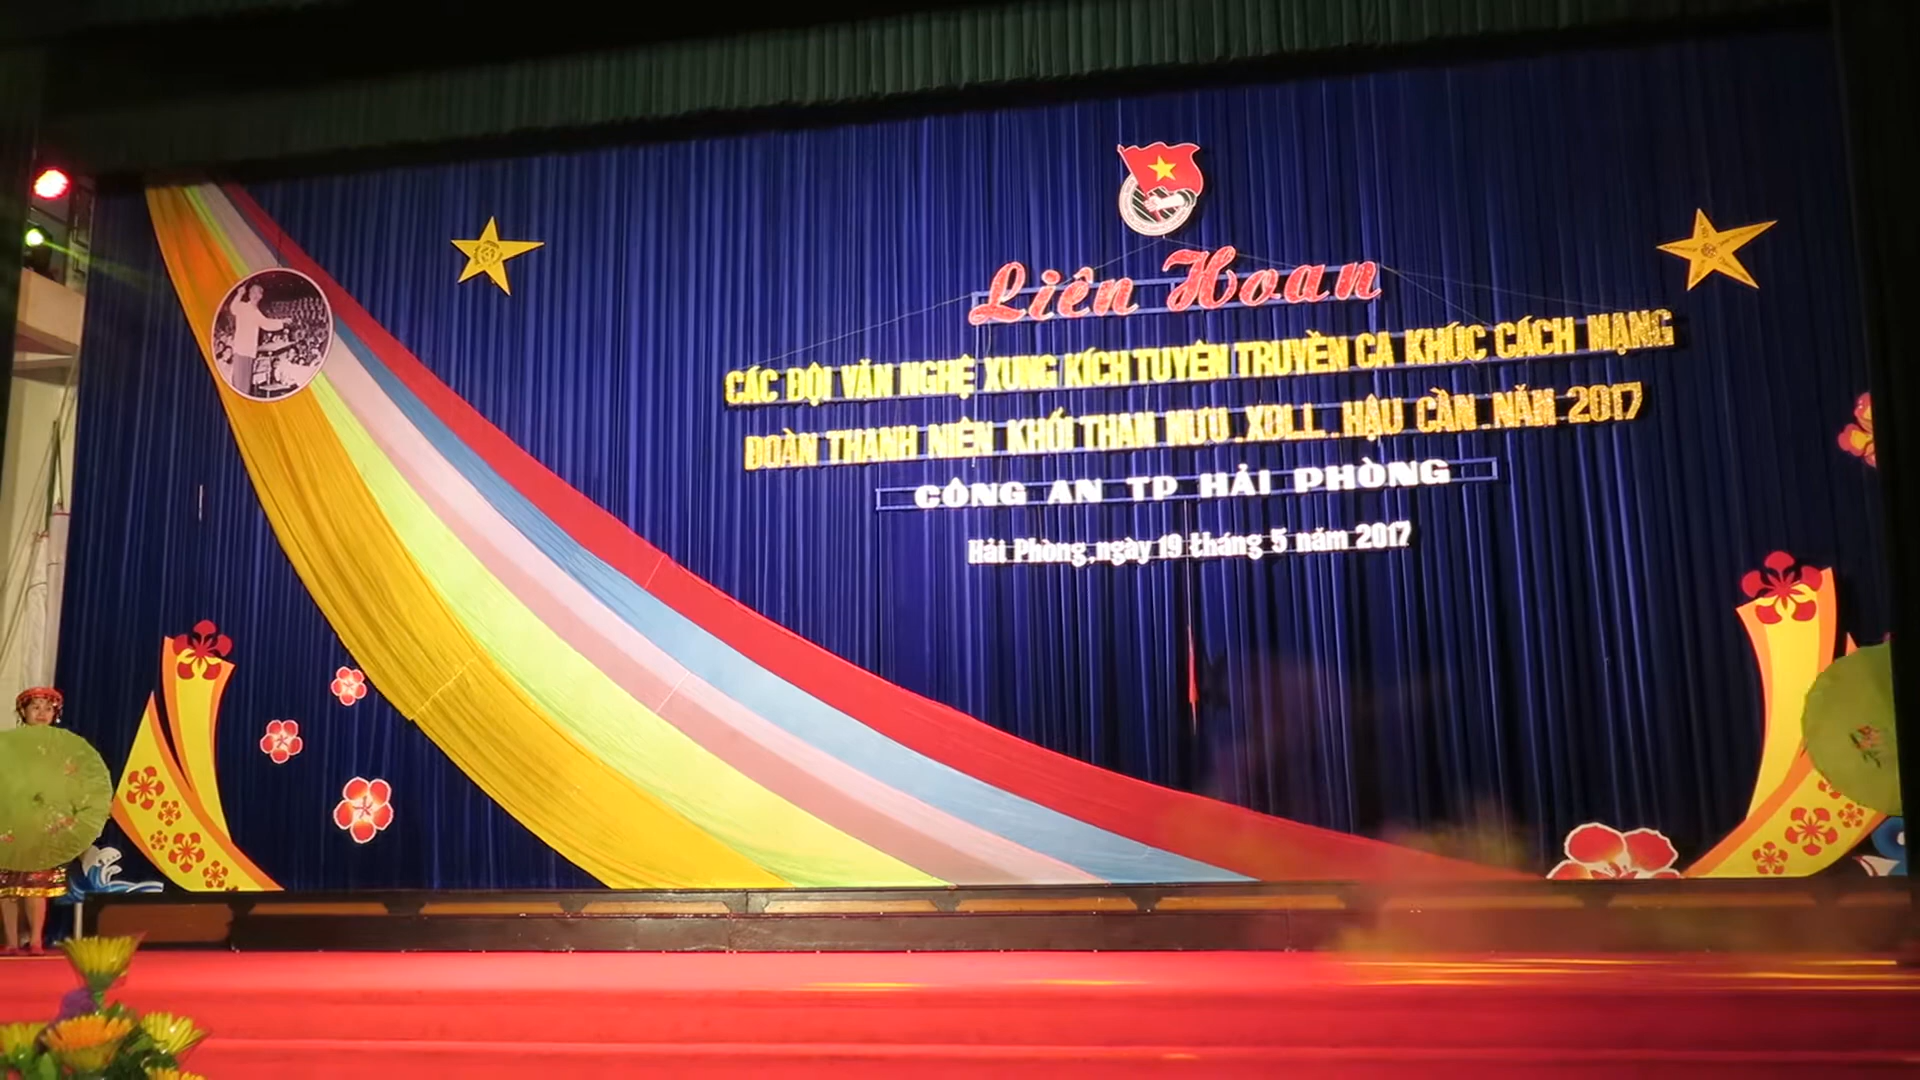 Liên Hoan
CÁC ĐỘI VĂN NGHỆ XUNG KÍCH TUYÊN TRUYỀN CA KHÚC CÁCH MẠNG
ĐOÀN THANH NIÊN KHỐI THAM MƯU . XDLL . HẬU CẦN . NĂM 2017
CÔNG AN TP HẢI PHÒNG
Hải Phòng, ngày 19 tháng 5 năm 2017